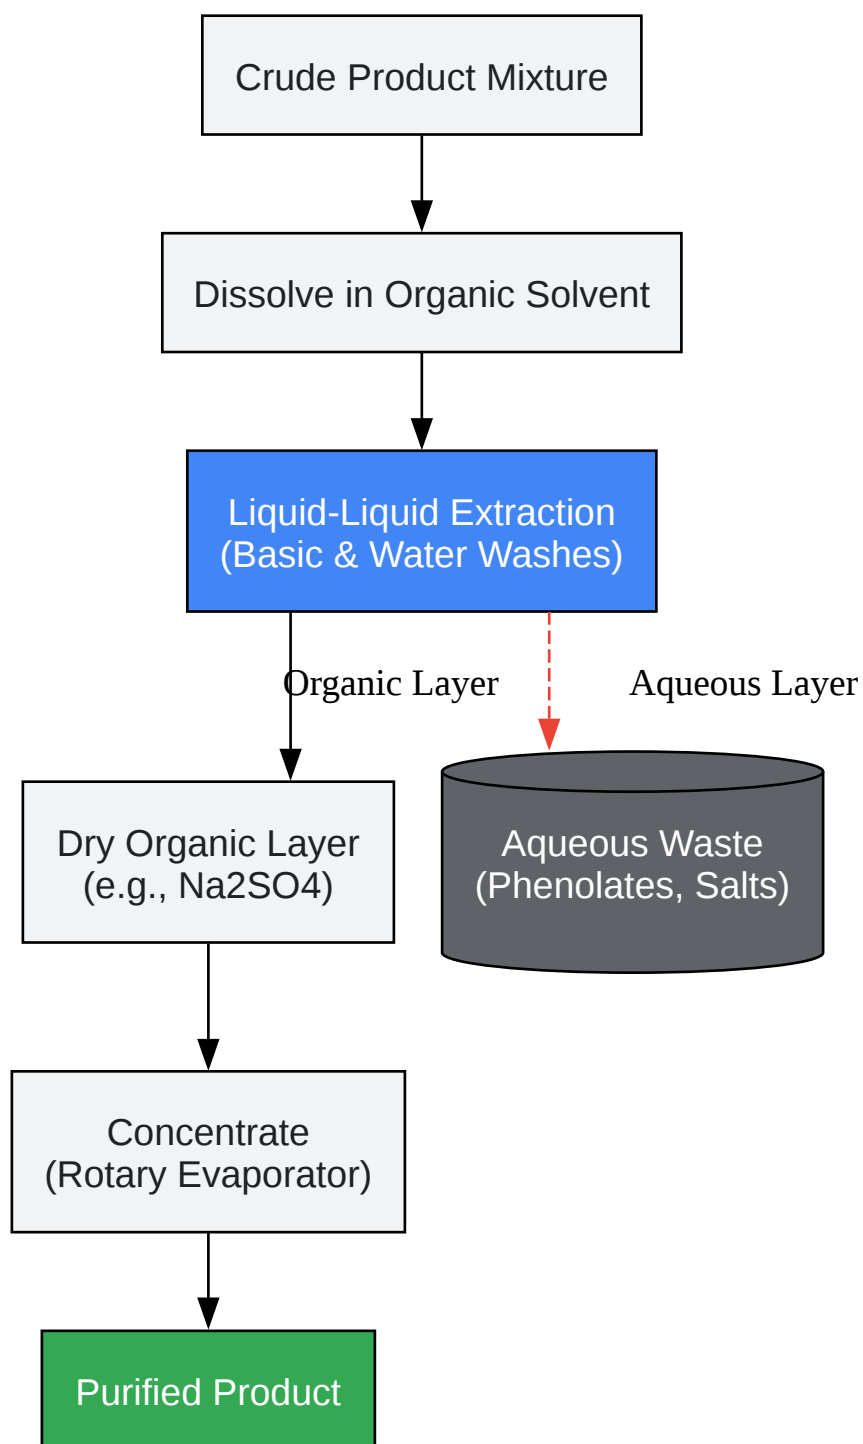 Crude Product Mixture
Dissolve in Organic Solvent
Liquid-Liquid Extraction
(Basic & Water Washes)
Organic Layer
Aqueous Layer
Dry Organic Layer
(e.g., Na2SO4)
Aqueous Waste
(Phenolates, Salts)
Concentrate
(Rotary Evaporator)
Purified Product